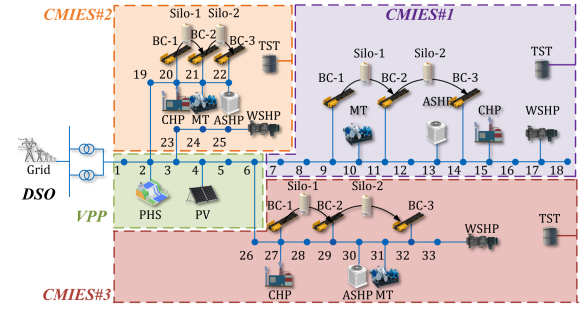 CMIES#2
CMIES#1
Silo-1 Silo-2
BC-1 BC-2 BC-3
TST
19 20 21 22
CHP MT ASHP WSHP
23 24 25
Silo-1 Silo-2
BC-1 BC-2 BC-3
TST
MT ASHP CHP WSHP
Grid
DSO
1 2 3 4 5 6 7 8 9 10 11 12 13 14 15 16 17 18
PHS PV
VPP
Silo-1 Silo-2
BC-1 BC-2 BC-3
TST
WSHP
26 27 28 29 30 31 32 33
CHP ASHP MT
CMIES#3